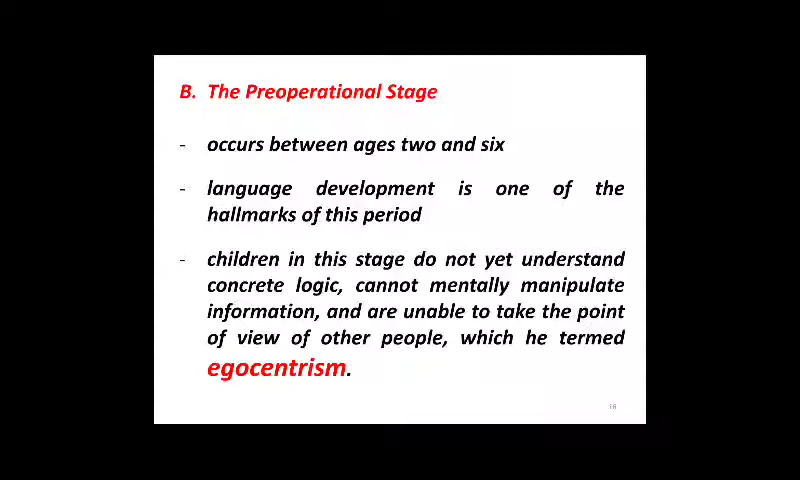 B. The Preoperational Stage
- occurs between ages two and six
- language development is one of the
hallmarks of this period
- children in this stage do not yet understand
concrete logic, cannot mentally manipulate
information, and are unable to take the point
of view of other people, which he termed
egocentrism.
16